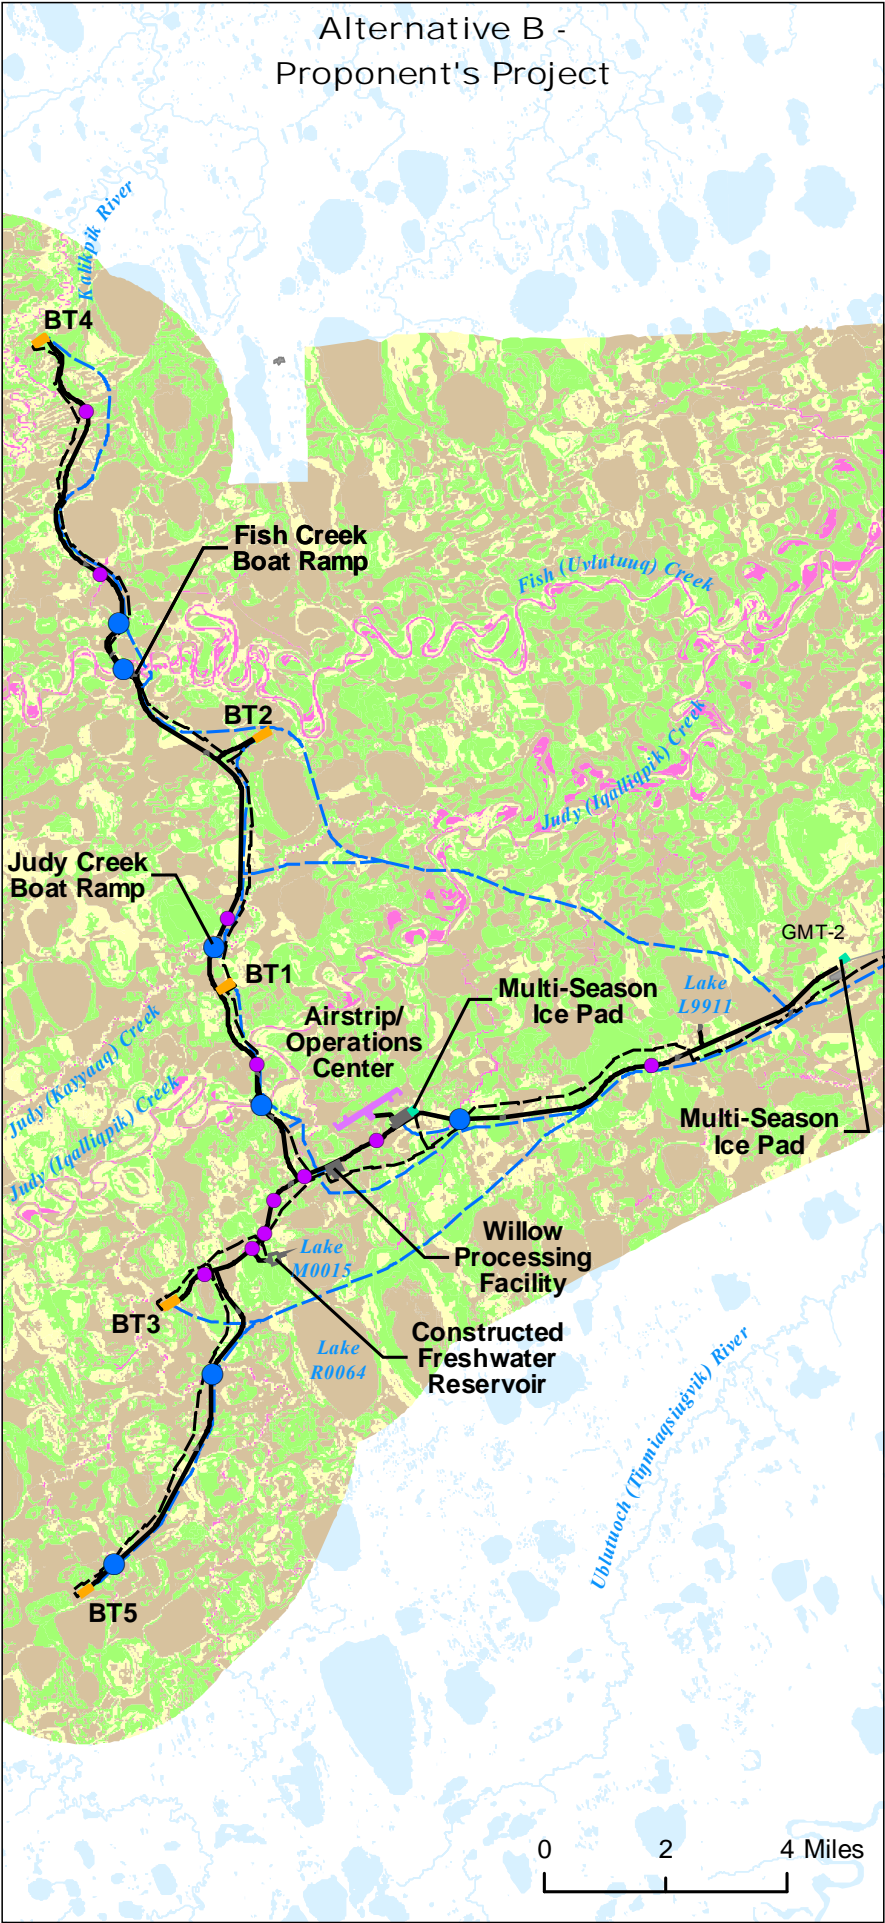 Alternative B -
Proponent's Project
Kalikpik River
BT4
Fish Creek
Boat Ramp
Fish (Uvlutuuq) Creek
BT2
Judy (Iqalliqpik) Creek
Judy Creek
Boat Ramp
GMT-2
BT1
Multi-Season
Ice Pad
Lake
L9911
Airstrip/
Operations
Center
Judy (Kayyaaq) Creek
Multi-Season
Ice Pad
Judy (Iqalliqpik) Creek
Willow
Processing
Facility
Lake
M0015
BT3
Constructed
Freshwater
Reservoir
Lake
R0064
Ublutuoch (Tiŋmiaqsiuġvik) River
BT5
0 2 4 Miles